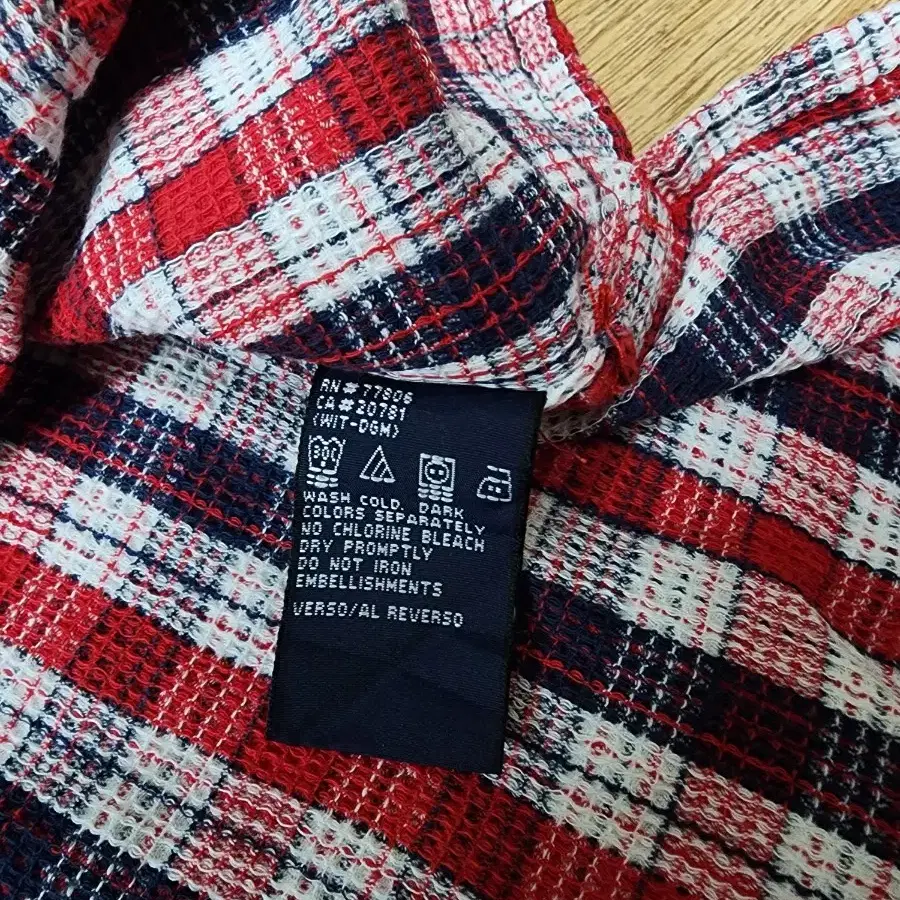 RN # 77806
CA # 20781
(WIT-DGM)
30C
WASH COLD. DARK
COLORS SEPARATELY
NO CHLORINE BLEACH
DRY PROMPTLY
DO NOT IRON
EMBELLISHMENTS
VERSO/AL REVERSO